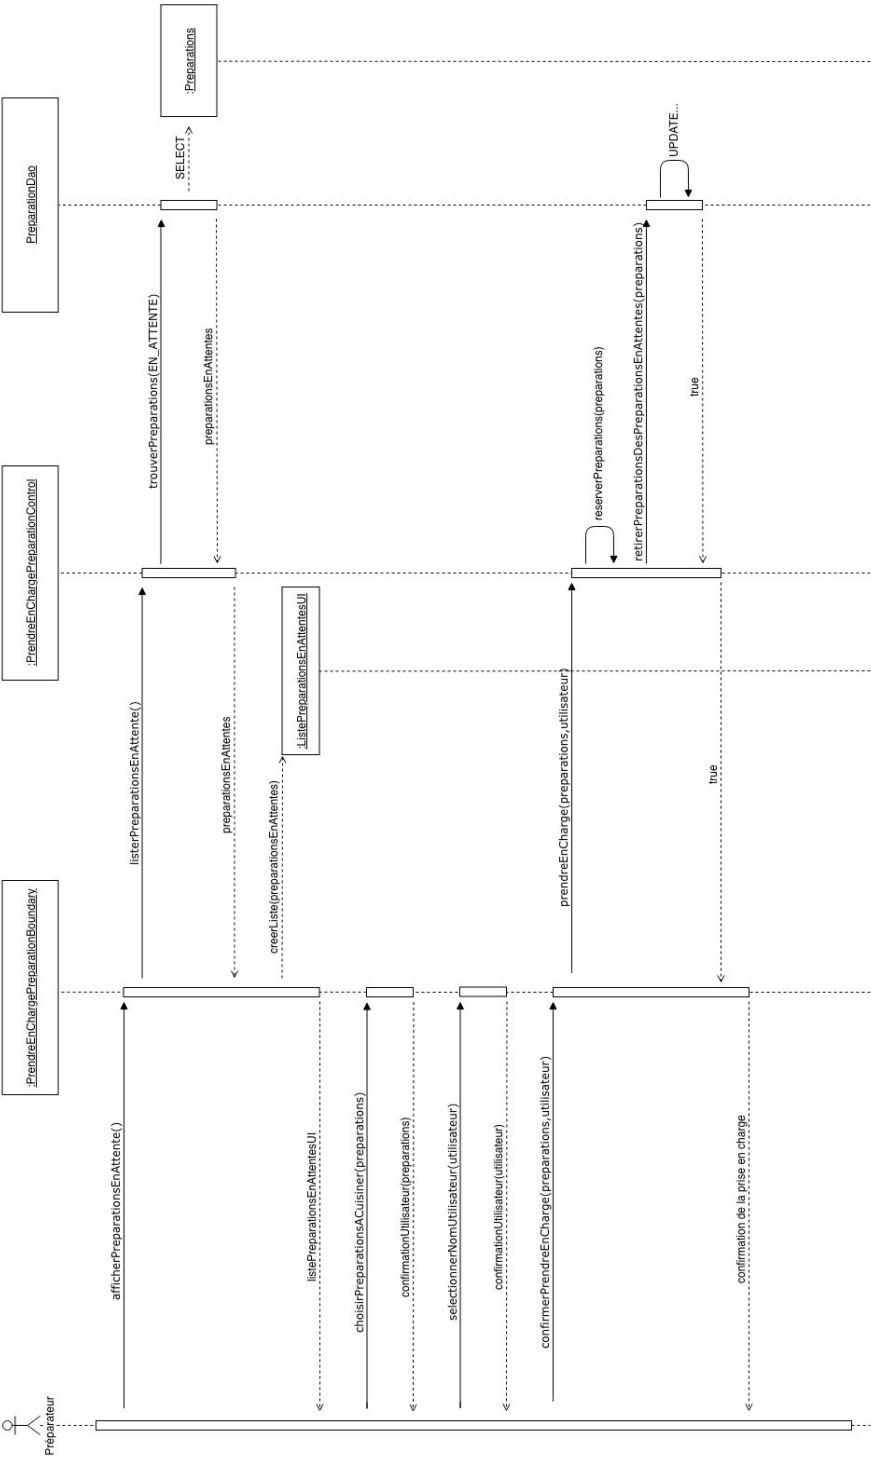 Préparateur
:PrendreEnChargePreparationBoundary
:PrendreEnChargePreparationControl
PreparationDao
afficherPreparationsEnAttente()
listerPreparationsEnAttente()
trouverPreparations(EN_ATTENTE)
SELECT
:Preparations
preparationsEnAttentes
preparationsEnAttentes
creerListe(preparationsEnAttentes)
:ListePreparationsEnAttentesUI
listePreparationsEnAttentesUI
choisirPreparationsACuisiner(preparations)
confirmationUtilisateur(preparations)
selectionnerNomUtilisateur(utilisateur)
confirmationUtilisateur(utilisateur)
confirmerPrendreEnCharge(preparations,utilisateur)
prendreEnCharge(preparations,utilisateur)
reserverPreparations(preparations)
retirerPreparationsDesPreparationsEnAttentes(preparations)
UPDATE...
true
true
confirmation de la prise en charge